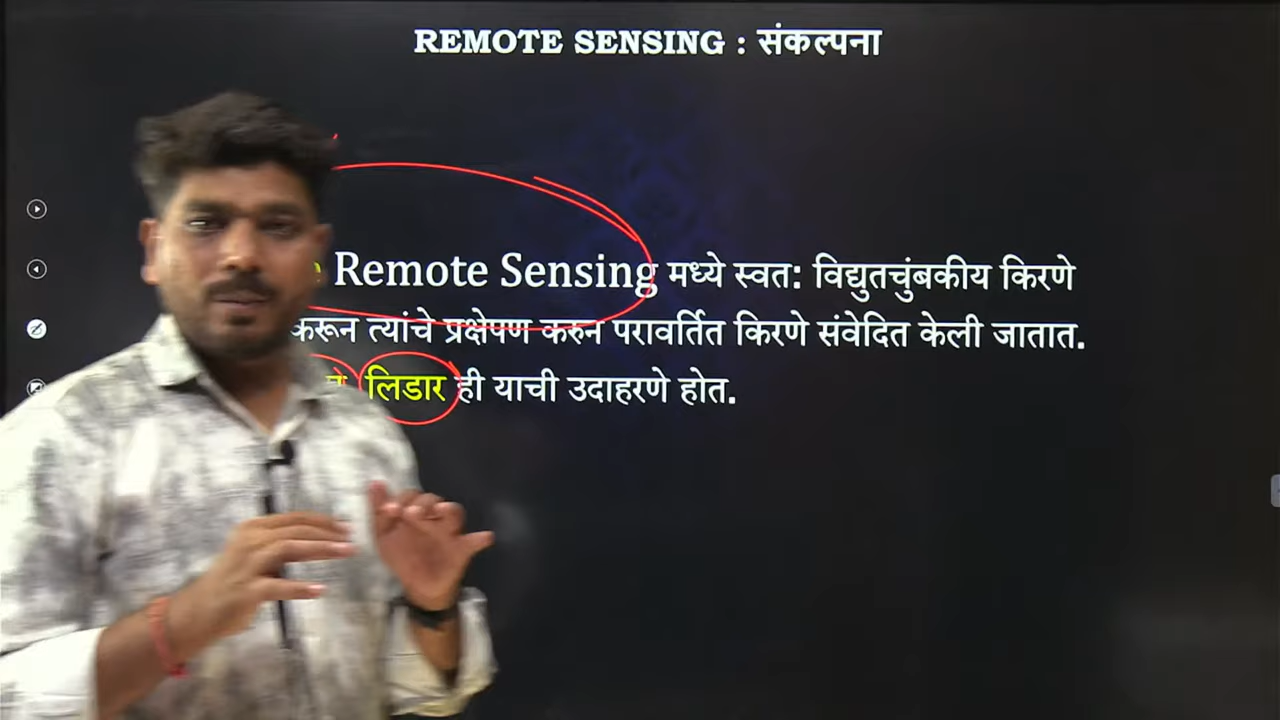 REMOTE SENSING : संकल्पना
Remote Sensing मध्ये स्वत: विद्युतचुंबकीय किरणे
करून त्यांचे प्रक्षेपण करुन परावर्तित किरणे संवेदित केली जातात.
लिडार ही याची उदाहरणे होत.